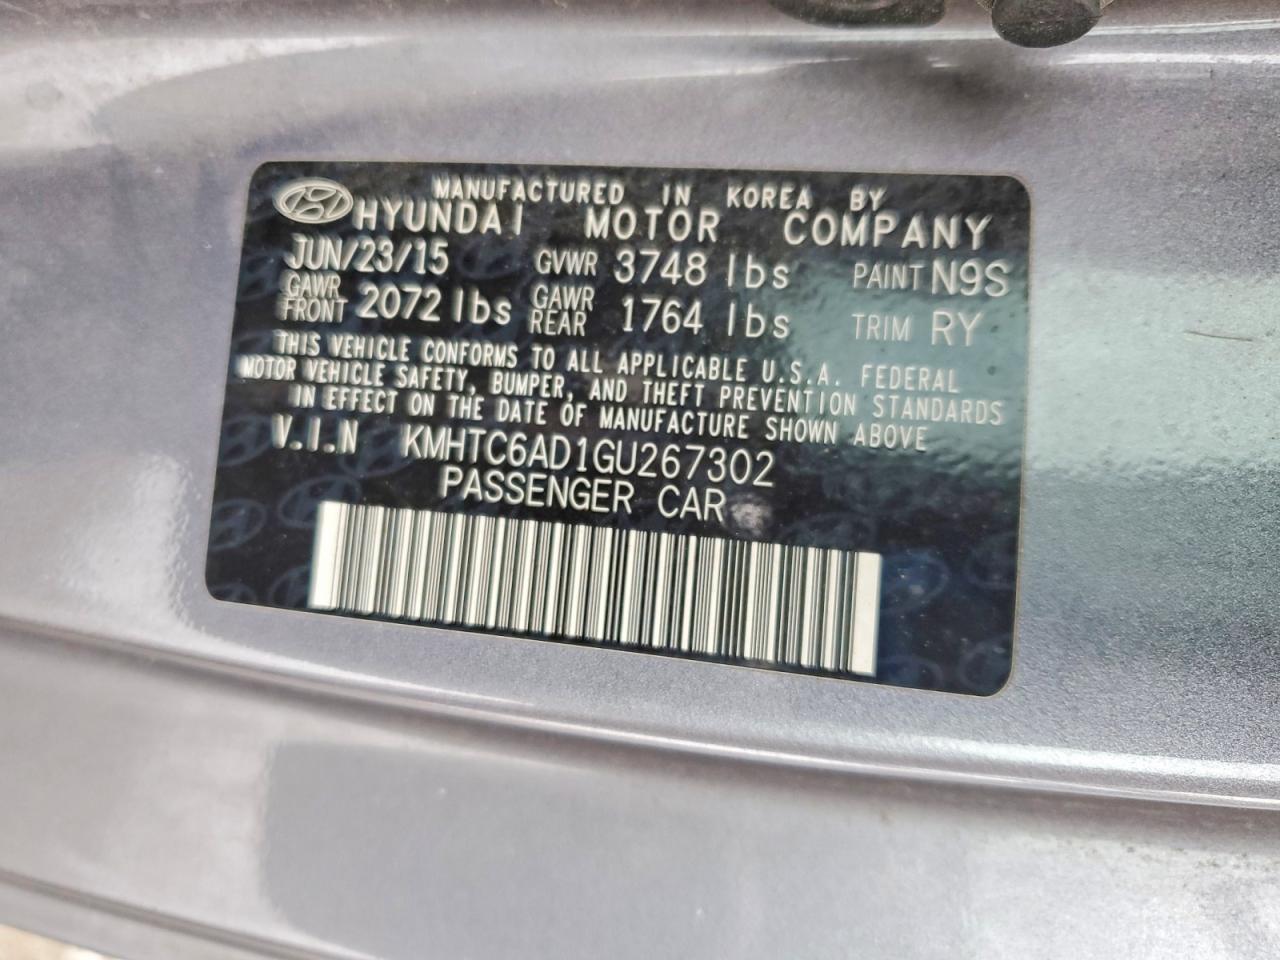 MANUFACTURED IN KOREA BY
HYUNDAI MOTOR COMPANY
JUN/23/15 GVWR 3748 lbs PAINT N9S
GAWR FRONT 2072 lbs GAWR REAR 1764 lbs TRIM RY
THIS VEHICLE CONFORMS TO ALL APPLICABLE U.S.A. FEDERAL
MOTOR VEHICLE SAFETY, BUMPER, AND THEFT PREVENTION STANDARDS
IN EFFECT ON THE DATE OF MANUFACTURE SHOWN ABOVE
V.I.N KMHTC6AD1GU267302
PASSENGER CAR